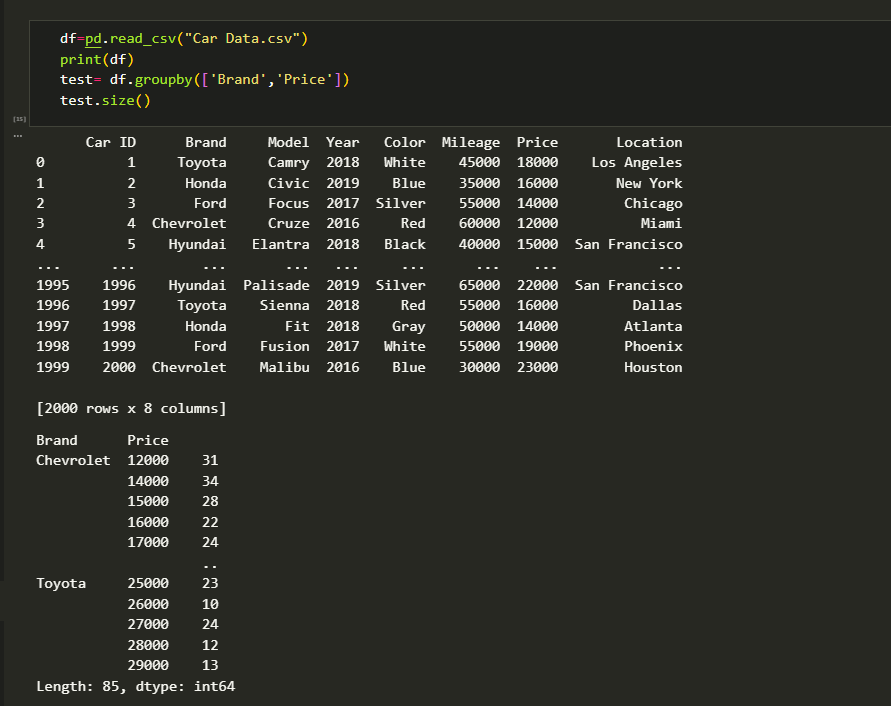 df=pd.read_csv("Car Data.csv")
print(df)
test= df.groupby(['Brand','Price'])
test.size()
[15]
...
Car ID Brand Model Year Color Mileage Price Location
0 1 Toyota Camry 2018 White 45000 18000 Los Angeles
1 2 Honda Civic 2019 Blue 35000 16000 New York
2 3 Ford Focus 2017 Silver 55000 14000 Chicago
3 4 Chevrolet Cruze 2016 Red 60000 12000 Miami
4 5 Hyundai Elantra 2018 Black 40000 15000 San Francisco
... ... ... ... ... ... ... ... ...
1995 1996 Hyundai Palisade 2019 Silver 65000 22000 San Francisco
1996 1997 Toyota Sienna 2018 Red 55000 16000 Dallas
1997 1998 Honda Fit 2018 Gray 50000 14000 Atlanta
1998 1999 Ford Fusion 2017 White 55000 19000 Phoenix
1999 2000 Chevrolet Malibu 2016 Blue 30000 23000 Houston
[2000 rows x 8 columns]
Brand Price
Chevrolet 12000 31
14000 34
15000 28
16000 22
17000 24
..
Toyota 25000 23
26000 10
27000 24
28000 12
29000 13
Length: 85, dtype: int64